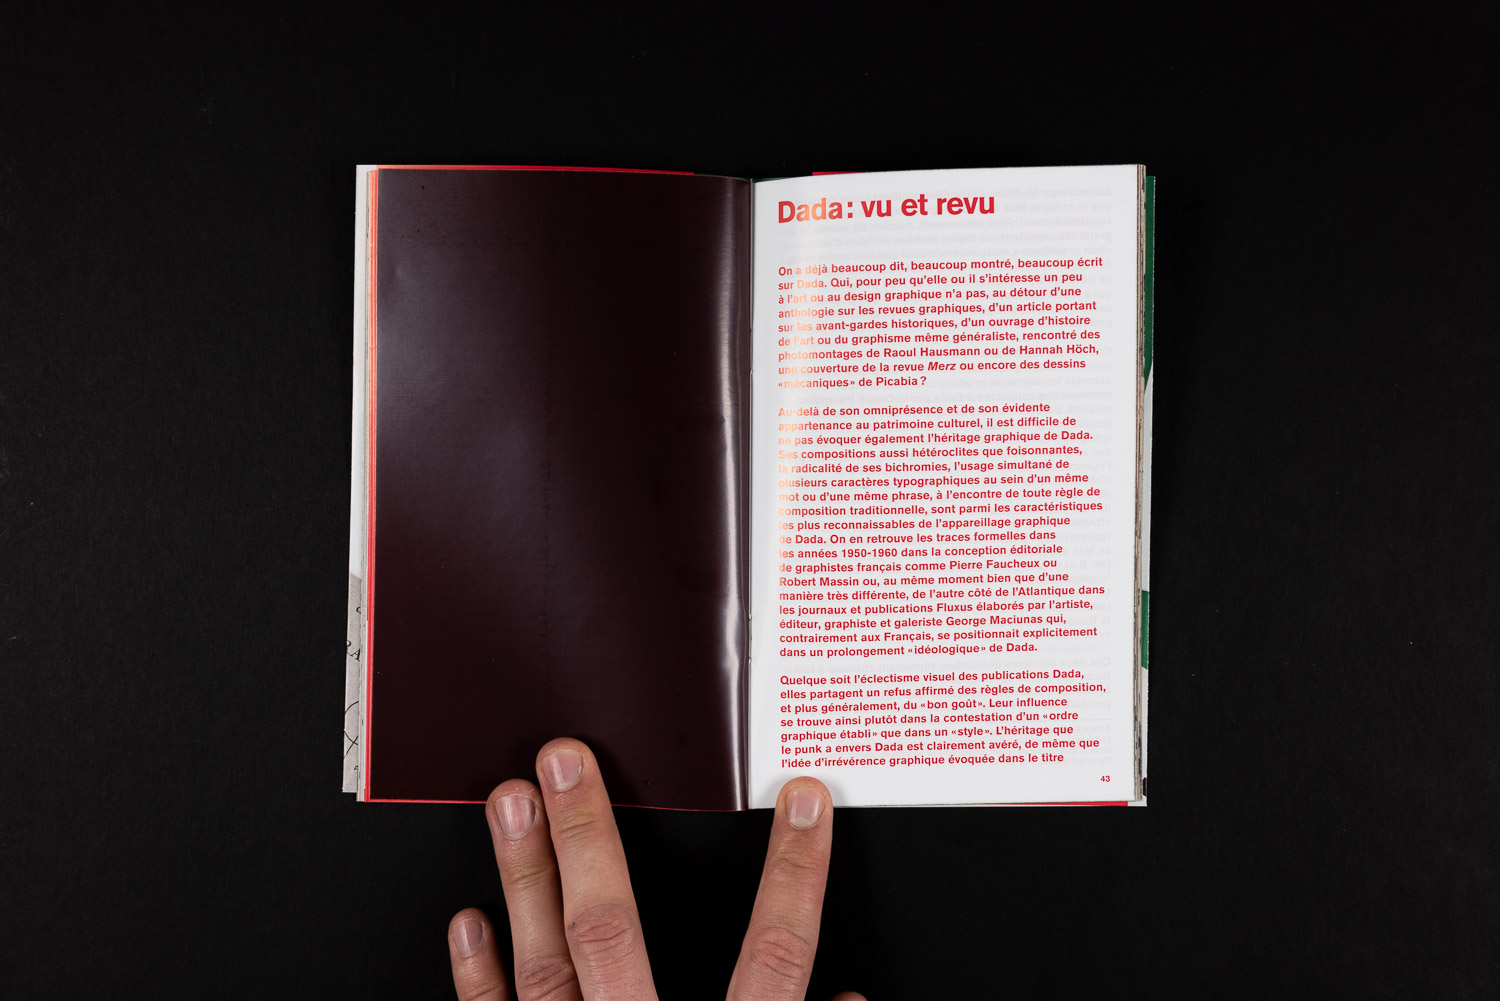 Dada : vu et revu
On a déjà beaucoup dit, beaucoup montré, beaucoup écrit
sur Dada. Qui, pour peu qu’elle ou il s’intéresse un peu
à l’art ou au design graphique n’a pas, au détour d’une
anthologie sur les revues graphiques, d’un article portant
sur les avant-gardes historiques, d’un ouvrage d’histoire
de l’art ou du graphisme même généraliste, rencontré des
photomontages de Raoul Hausmann ou de Hannah Höch,
une couverture de la revue Merz ou encore des dessins
« mécaniques » de Picabia ?
Au-delà de son omniprésence et de son évidente
appartenance au patrimoine culturel, il est difficile de
ne pas évoquer également l’héritage graphique de Dada.
Ses compositions aussi hétéroclites que foisonnantes,
la radicalité de ses bichromies, l’usage simultané de
plusieurs caractères typographiques au sein d’un même
mot ou d’une même phrase, à l’encontre de toute règle de
composition traditionnelle, sont parmi les caractéristiques
les plus reconnaissables de l’appareillage graphique
de Dada. On en retrouve les traces formelles dans
les années 1950-1960 dans la conception éditoriale
de graphistes français comme Pierre Faucheux ou
Robert Massin ou, au même moment bien que d’une
manière très différente, de l’autre côté de l’Atlantique dans
les journaux et publications Fluxus élaborés par l’artiste,
éditeur, graphiste et galeriste George Maciunas qui,
contrairement aux Français, se positionnait explicitement
dans un prolongement « idéologique » de Dada.
Quelque soit l’éclectisme visuel des publications Dada,
elles partagent un refus affirmé des règles de composition,
et plus généralement, du « bon goût ». Leur influence
se trouve ainsi plutôt dans la contestation d’un « ordre
graphique établi » que dans un « style ». L’héritage que
le punk a envers Dada est clairement avéré, de même que
l’idée d’irrévérence graphique évoquée dans le titre
43